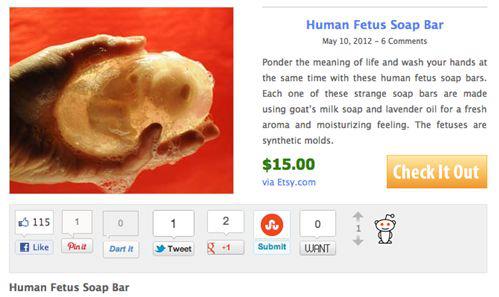 Human Fetus Soap Bar
May 10, 2012 - 6 Comments
Ponder the meaning of life and wash your hands at
the same time with these human fetus soap bars.
Each one of these strange soap bars are made
using goat's milk soap and lavender oil for a fresh
aroma and moisturizing feeling. The fetuses are
synthetic molds.
$15.00
via Etsy.com
Check It Out
115 1 0 1 2 0 1
Like Pin it Dart it Tweet g +1 Submit WANT
Human Fetus Soap Bar